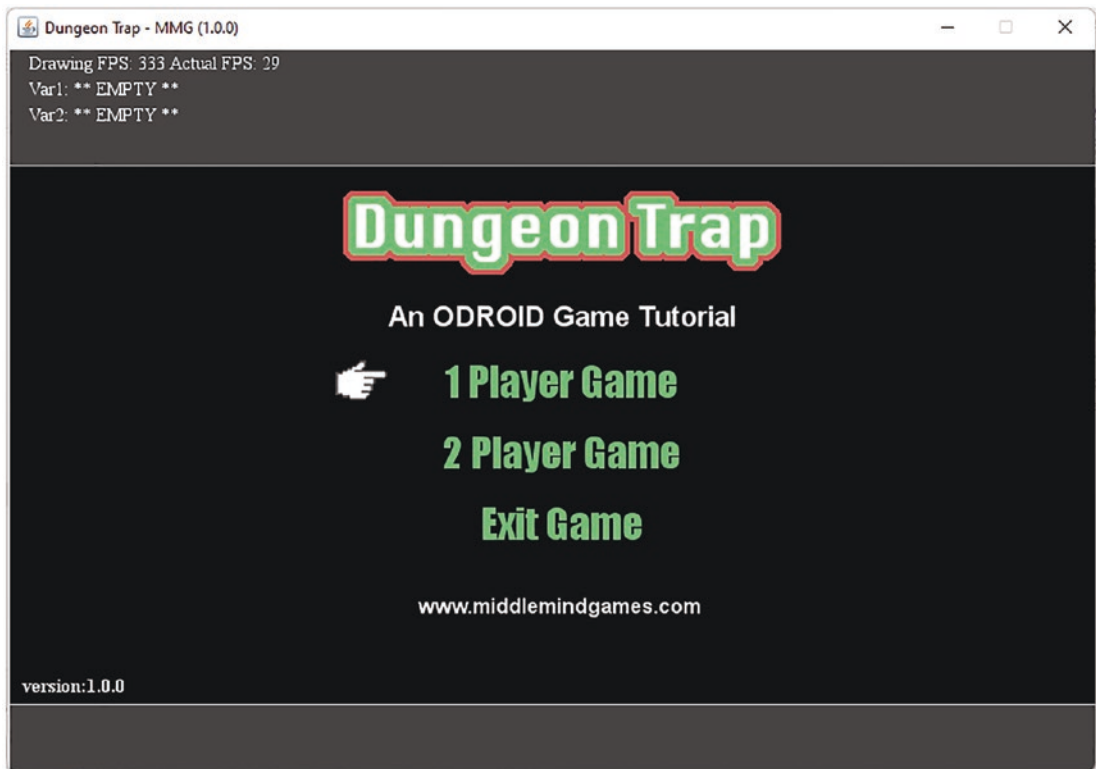 Dungeon Trap - MMG (1.0.0)
Drawing FPS: 333 Actual FPS: 29
Var1: ** EMPTY **
Var2: ** EMPTY **
Dungeon Trap
An ODROID Game Tutorial
1 Player Game
2 Player Game
Exit Game
www.middlemindgames.com
version:1.0.0